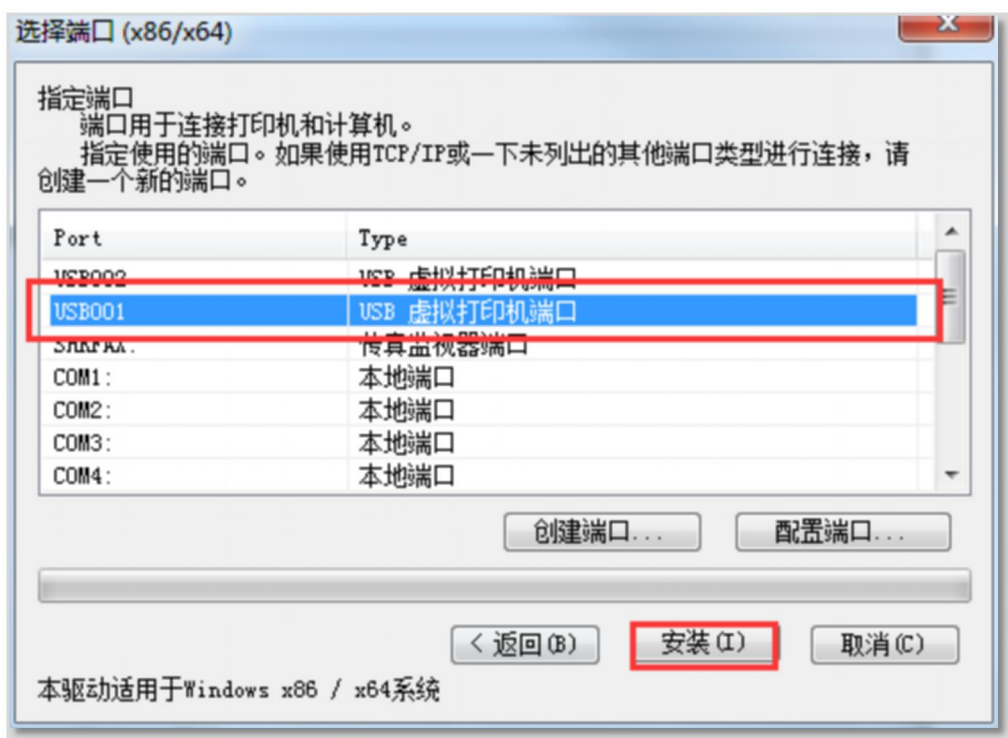 选择端口 (x86/x64)
x
指定端口
端口用于连接打印机和计算机。
指定使用的端口。如果使用TCP/IP或一下未列出的其他端口类型进行连接，请
创建一个新的端口。
Port Type
USB002 USB 虚拟打印机端口
USB001 USB 虚拟打印机端口
SHRFAX: 传真监视器端口
COM1: 本地端口
COM2: 本地端口
COM3: 本地端口
COM4: 本地端口
创建端口... 配置端口...
< 返回(B) 安装(I) 取消(C)
本驱动适用于Windows x86 / x64系统